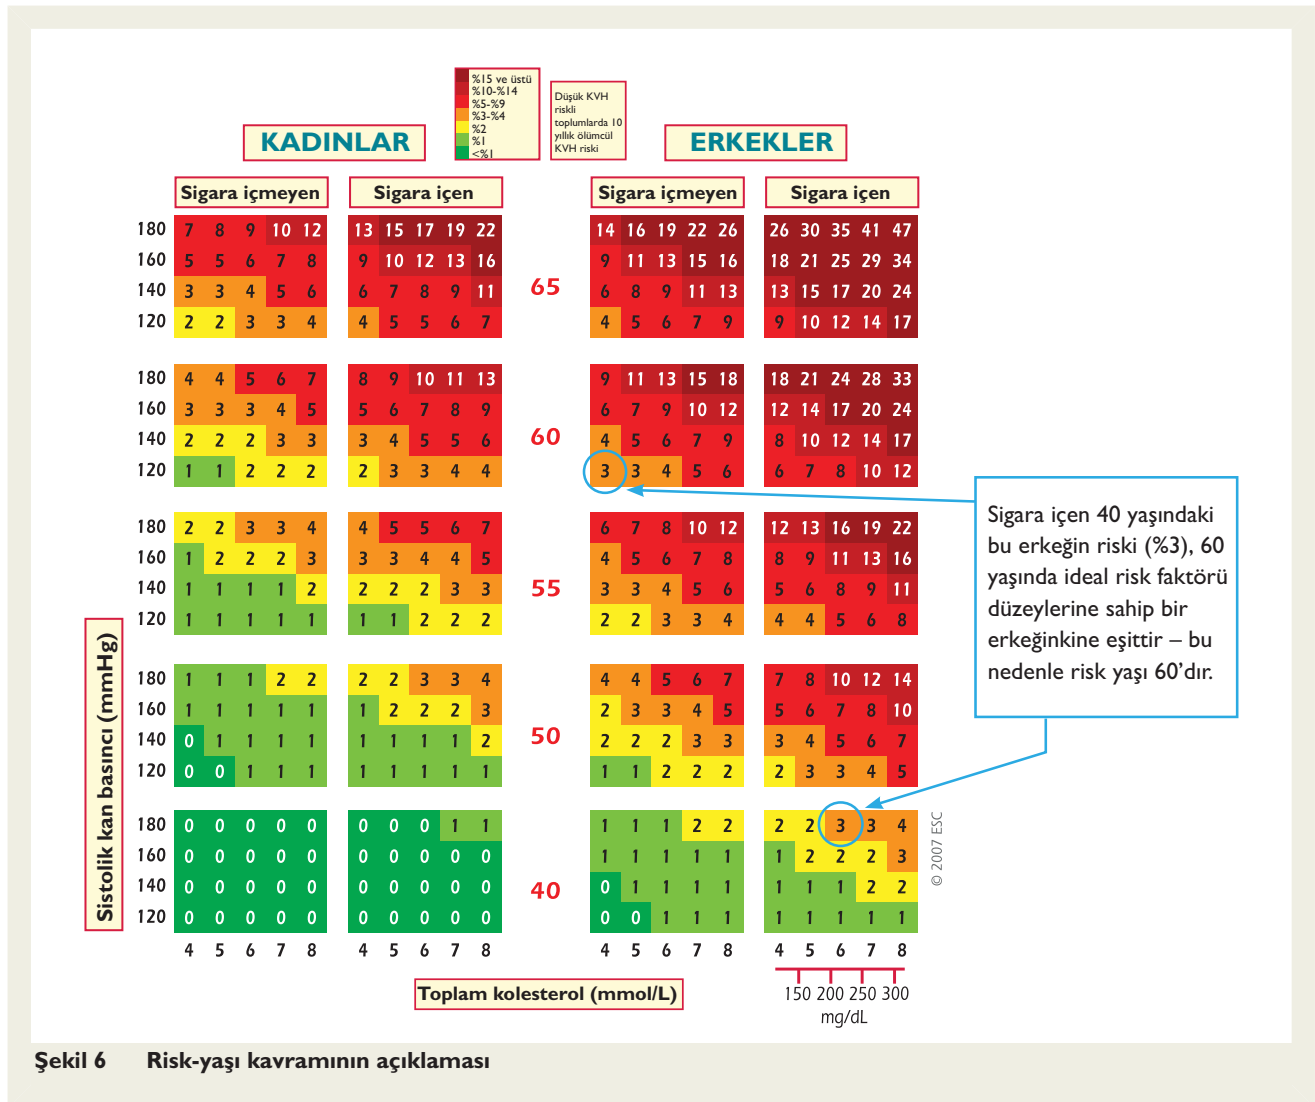 %15 ve üstü
%10-%14
%5-%9
%3-%4
%2
%1
<%1
Düşük KVH
riskli
toplumlarda 10
yıllık ölümcül
KVH riski
KADINLAR
ERKEKLER
Sigara içmeyen
Sigara içen
Sigara içmeyen
Sigara içen
180 7 8 9 10 12 13 15 17 19 22 14 16 19 22 26 26 30 35 41 47
160 5 5 6 7 8 9 10 12 13 16 9 11 13 15 16 18 21 25 29 34
65
140 3 3 4 5 6 6 7 8 9 11 6 8 9 11 13 13 15 17 20 24
120 2 2 3 3 4 4 5 5 6 7 4 5 6 7 9 9 10 12 14 17
180 4 4 5 6 7 8 9 10 11 13 9 11 13 15 18 18 21 24 28 33
160 3 3 3 4 5 5 6 7 8 9 6 7 9 10 12 12 14 17 20 24
60
140 2 2 2 3 3 3 4 5 5 6 4 5 6 7 9 8 10 12 14 17
120 1 1 2 2 2 2 3 3 4 4 3 3 4 5 6 6 7 8 10 12
180 2 2 3 3 4 4 5 5 6 7 6 7 8 10 12 12 13 16 19 22
160 1 2 2 2 3 3 3 4 4 5 4 5 6 7 8 8 9 11 13 16
55
140 1 1 1 1 2 2 2 2 3 3 3 3 4 5 6 5 6 8 9 11
120 1 1 1 1 1 1 1 2 2 2 2 2 3 3 4 4 4 5 6 8
180 1 1 1 2 2 2 2 3 3 4 4 4 5 6 7 7 8 10 12 14
160 1 1 1 1 1 1 2 2 2 3 2 3 3 4 5 5 6 7 8 10
50
140 0 1 1 1 1 1 1 1 1 2 2 2 2 3 3 3 4 5 6 7
120 0 0 1 1 1 1 1 1 1 1 1 1 2 2 2 2 3 3 4 5
180 0 0 0 0 0 0 0 0 1 1 1 1 1 2 2 2 2 3 3 4
160 0 0 0 0 0 0 0 0 0 0 1 1 1 1 1 1 2 2 2 3
40
140 0 0 0 0 0 0 0 0 0 0 0 1 1 1 1 1 1 1 2 2
120 0 0 0 0 0 0 0 0 0 0 0 0 1 1 1 1 1 1 1 1
4 5 6 7 8 4 5 6 7 8 4 5 6 7 8 4 5 6 7 8
150 200 250 300
mg/dL
Sistolik kan basıncı (mmHg)
Toplam kolesterol (mmol/L)
Sigara içen 40 yaşındaki
bu erkeğin riski (%3), 60
yaşında ideal risk faktörü
düzeylerine sahip bir
erkeğinkine eşittir – bu
nedenle risk yaşı 60’dır.
© 2007 ESC
Şekil 6 Risk-yaşı kavramının açıklaması